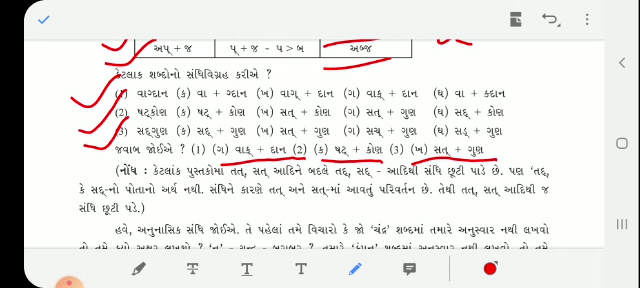 અપ્ + જ પ્ + જ - પ > બ અબ્જ
કેટલાક શબ્દોનો સંધિવિગ્રહ કરીએ ?
(1) વાગ્દાન (ક) વા + ગ્દાન (ખ) વાગ્ + દાન (ગ) વાક્ + દાન (ઘ) વા + ક્દાન
(2) ષટ્કોણ (ક) ષટ્ + કોણ (ખ) સત્ + કોણ (ગ) સત્ + ગુણ (ઘ) સદ્ + કોણ
(3) સદ્ગુણ (ક) સદ્ + ગુણ (ખ) સત્ + ગુણ (ગ) સચ્ + ગુણ (ઘ) સડ્ + ગુણ
જવાબ જોઈએ ? (1) (ગ) વાક્ + દાન (2) (ક) ષટ્ + કોણ (3) (ખ) સત્ + ગુણ
(નોંધ : કેટલાંક પુસ્તકોમાં તત્, સત્ આદિને બદલે તદ્, સદ્ - આદિથી સંધિ છૂટી પાડે છે. પણ 'તદ્,
કે સદ્-નો પોતાનો અર્થ નથી. સંધિને કારણે તત્ અને સત્-માં આવતું પરિવર્તન છે. તેથી તત્, સત્ આદિથી જ
સંધિ છૂટી પડે.)
હવે, અનુનાસિક સંધિ જોઈએ. તે પહેલાં તમે વિચારો કે જો 'ચંદ્ર' શબ્દમાં તમારે અનુસ્વાર નથી લખવો